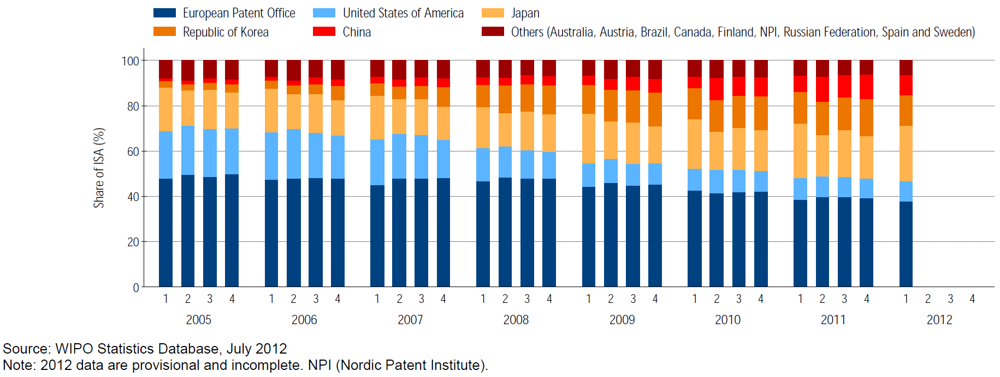 European Patent Office United States of America Japan
Republic of Korea China Others (Australia, Austria, Brazil, Canada, Finland, NPI, Russian Federation, Spain and Sweden)
Share of ISA (%)
100
80
60
40
20
0
1 2 3 4 1 2 3 4 1 2 3 4 1 2 3 4 1 2 3 4 1 2 3 4 1 2 3 4 1 2 3 4
2005 2006 2007 2008 2009 2010 2011 2012
Source: WIPO Statistics Database, July 2012
Note: 2012 data are provisional and incomplete. NPI (Nordic Patent Institute).